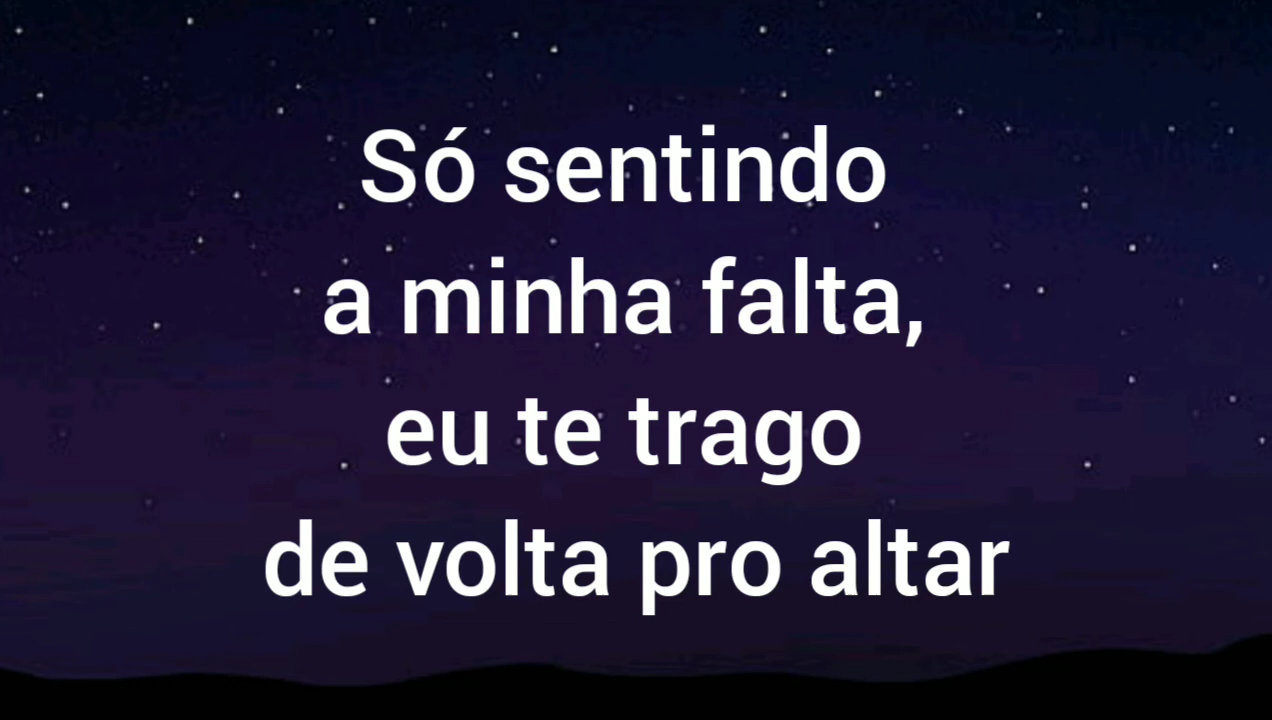 Só sentindo
a minha falta,
eu te trago
de volta pro altar